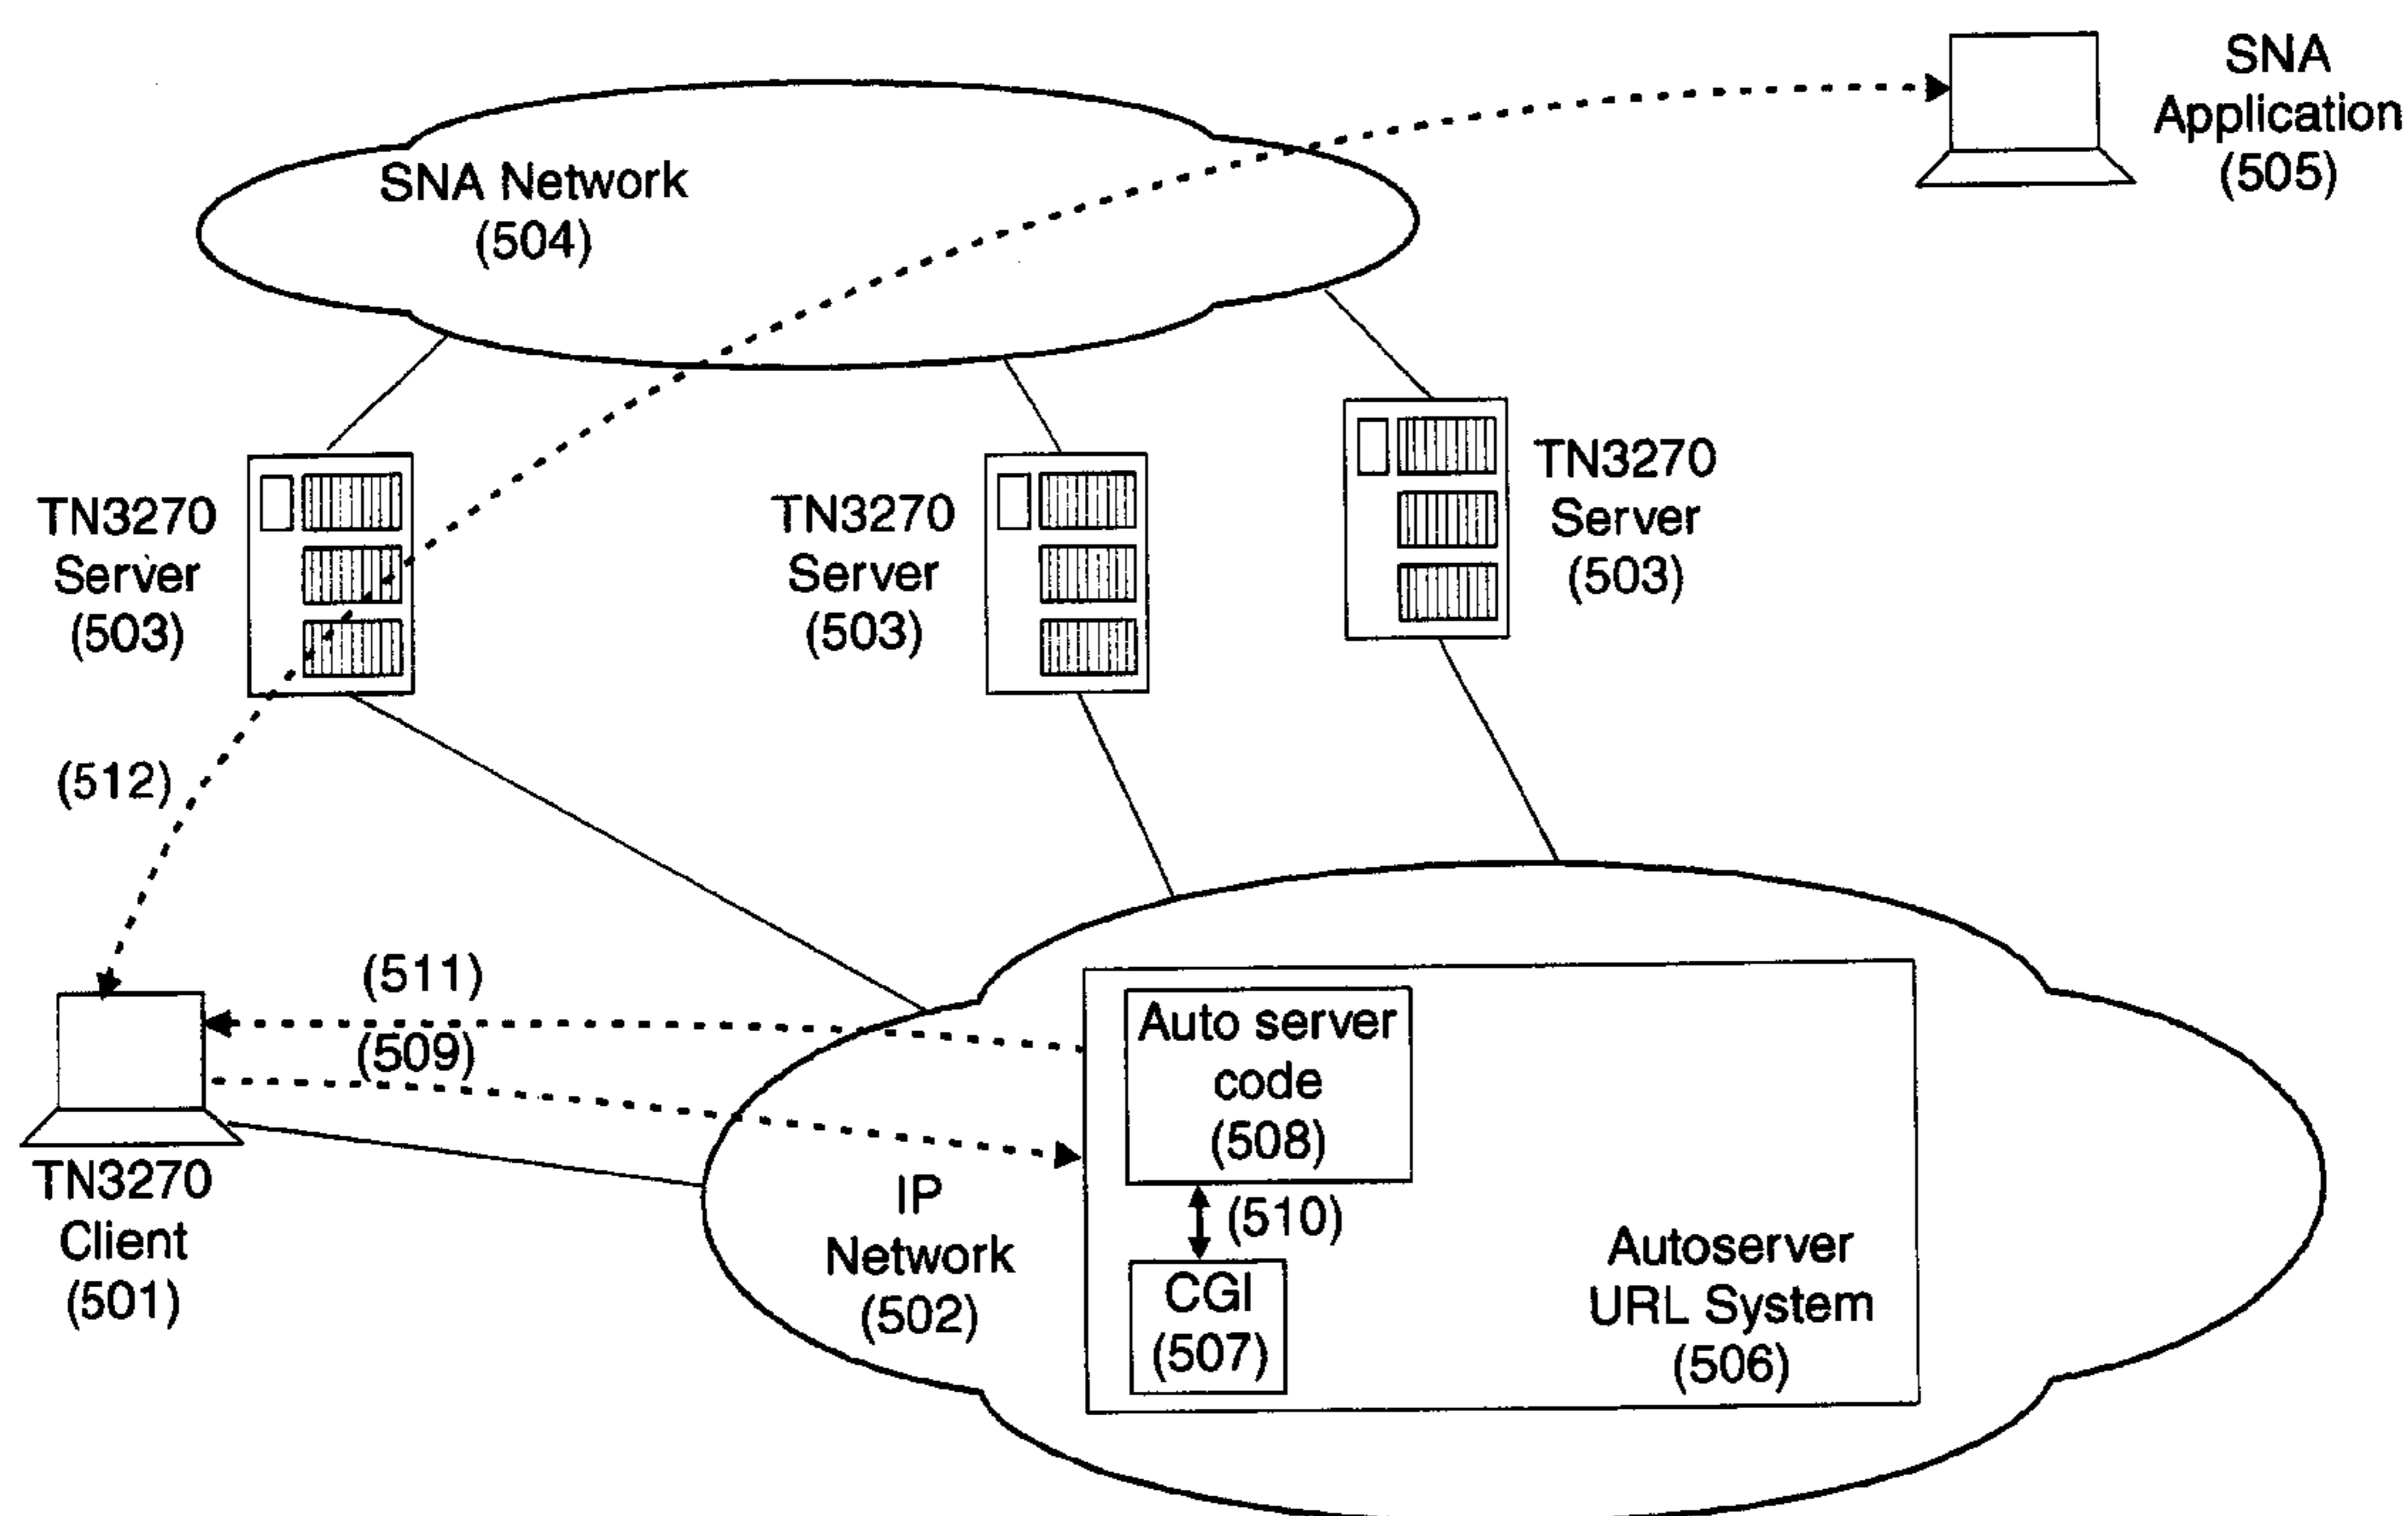 SNA
Application
(505)
SNA Network
(504)
TN3270
Server
(503)
TN3270
Server
(503)
TN3270
Server
(503)
(512)
(511)
(509)
TN3270
Client
(501)
IP
Network
(502)
Auto server
code
(508)
(510)
CGI
(507)
Autoserver
URL System
(506)